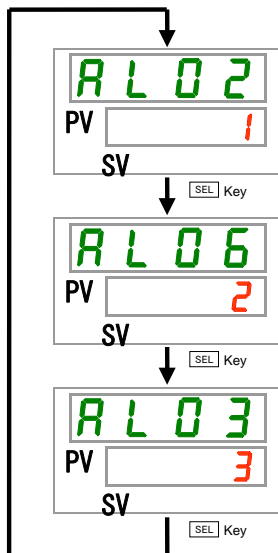 AL02
PV 1
SV
SEL Key
AL06
PV 2
SV
SEL Key
AL03
PV 3
SV
SEL Key